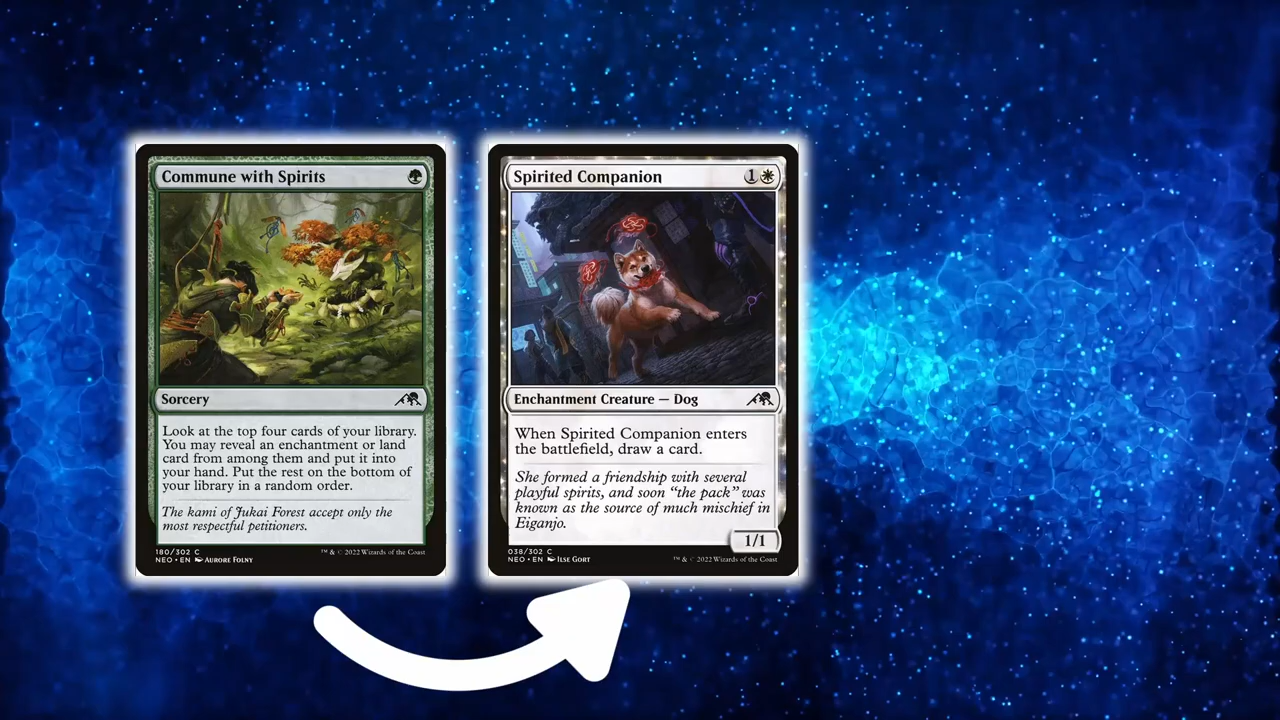 Commune with Spirits
Sorcery
Look at the top four cards of your library.
You may reveal an enchantment or land
card from among them and put it into
your hand. Put the rest on the bottom of
your library in a random order.
The kami of Jukai Forest accept only the
most respectful petitioners.
180/302 C
NEO • EN Aurore Folny
™ & © 2022 Wizards of the Coast
Spirited Companion 1
Enchantment Creature — Dog
When Spirited Companion enters
the battlefield, draw a card.
She formed a friendship with several
playful spirits, and soon “the pack” was
known as the source of much mischief in
Eiganjo.
1/1
038/302 C
NEO • EN Ilse Gort
™ & © 2022 Wizards of the Coast